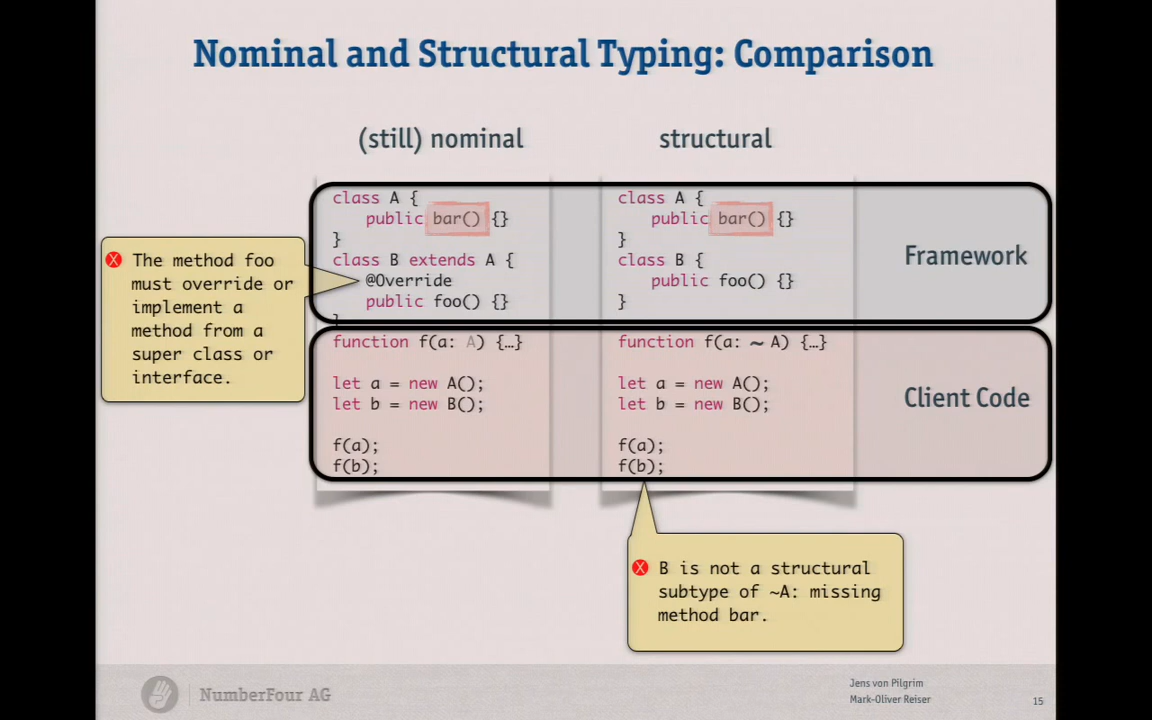 Nominal and Structural Typing: Comparison
(still) nominal
structural
class A {
public bar() {}
}
class B extends A {
@Override
public foo() {}
}
function f(a: A) {…}
let a = new A();
let b = new B();
f(a);
f(b);
class A {
public bar() {}
}
class B {
public foo() {}
}
function f(a: ~ A) {…}
let a = new A();
let b = new B();
f(a);
f(b);
Framework
Client Code
X
The method foo
must override or
implement a
method from a
super class or
interface.
X
B is not a structural
subtype of ~A: missing
method bar.
NumberFour AG
Jens von Pilgrim
Mark-Oliver Reiser
15